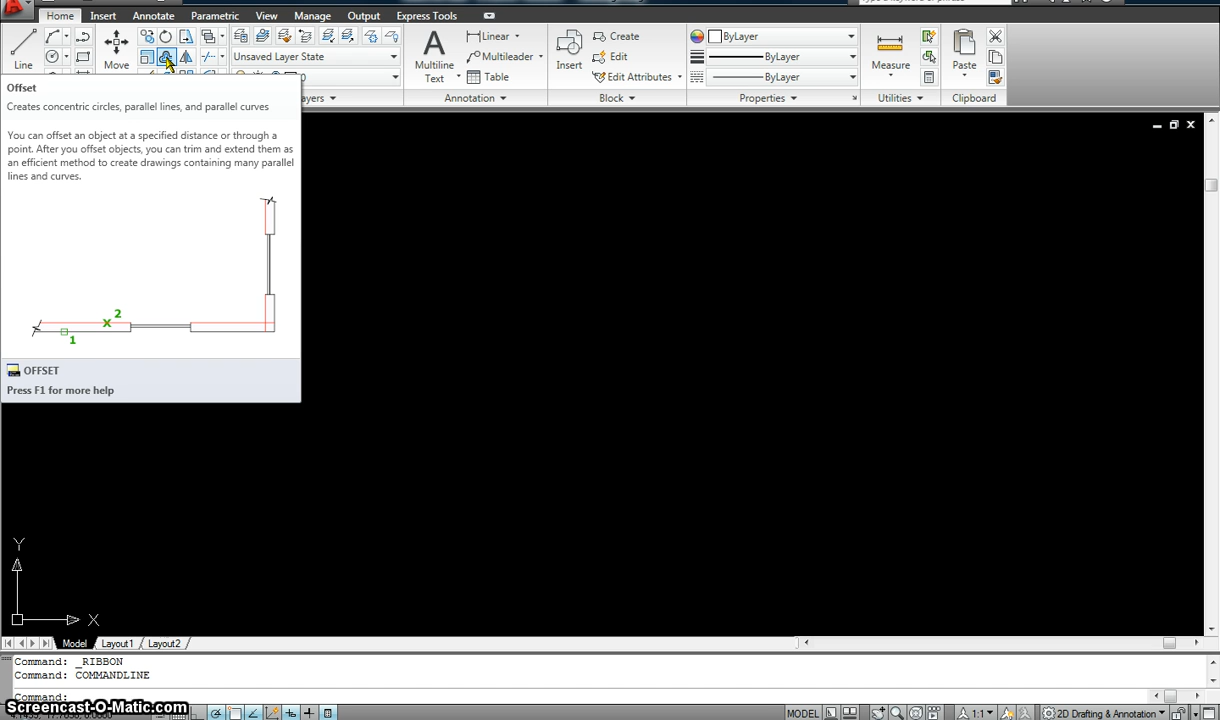 Home Insert Annotate Parametric View Manage Output Express Tools
Line
Move
Unsaved Layer State
0
Multiline
Text
Linear
Multileader
Table
Annotation
Insert
Create
Edit
Edit Attributes
Block
ByLayer
ByLayer
ByLayer
Properties
Measure
Utilities
Paste
Clipboard
Offset
Creates concentric circles, parallel lines, and parallel curves
You can offset an object at a specified distance or through a
point. After you offset objects, you can trim and extend them as
an efficient method to create drawings containing many parallel
lines and curves.
2
1
OFFSET
Press F1 for more help
Y
X
Model Layout1 Layout2
Command: _RIBBON
Command: COMMANDLINE
Command:
Screencast-O-Matic.com
MODEL
1:1
2D Drafting & Annotation